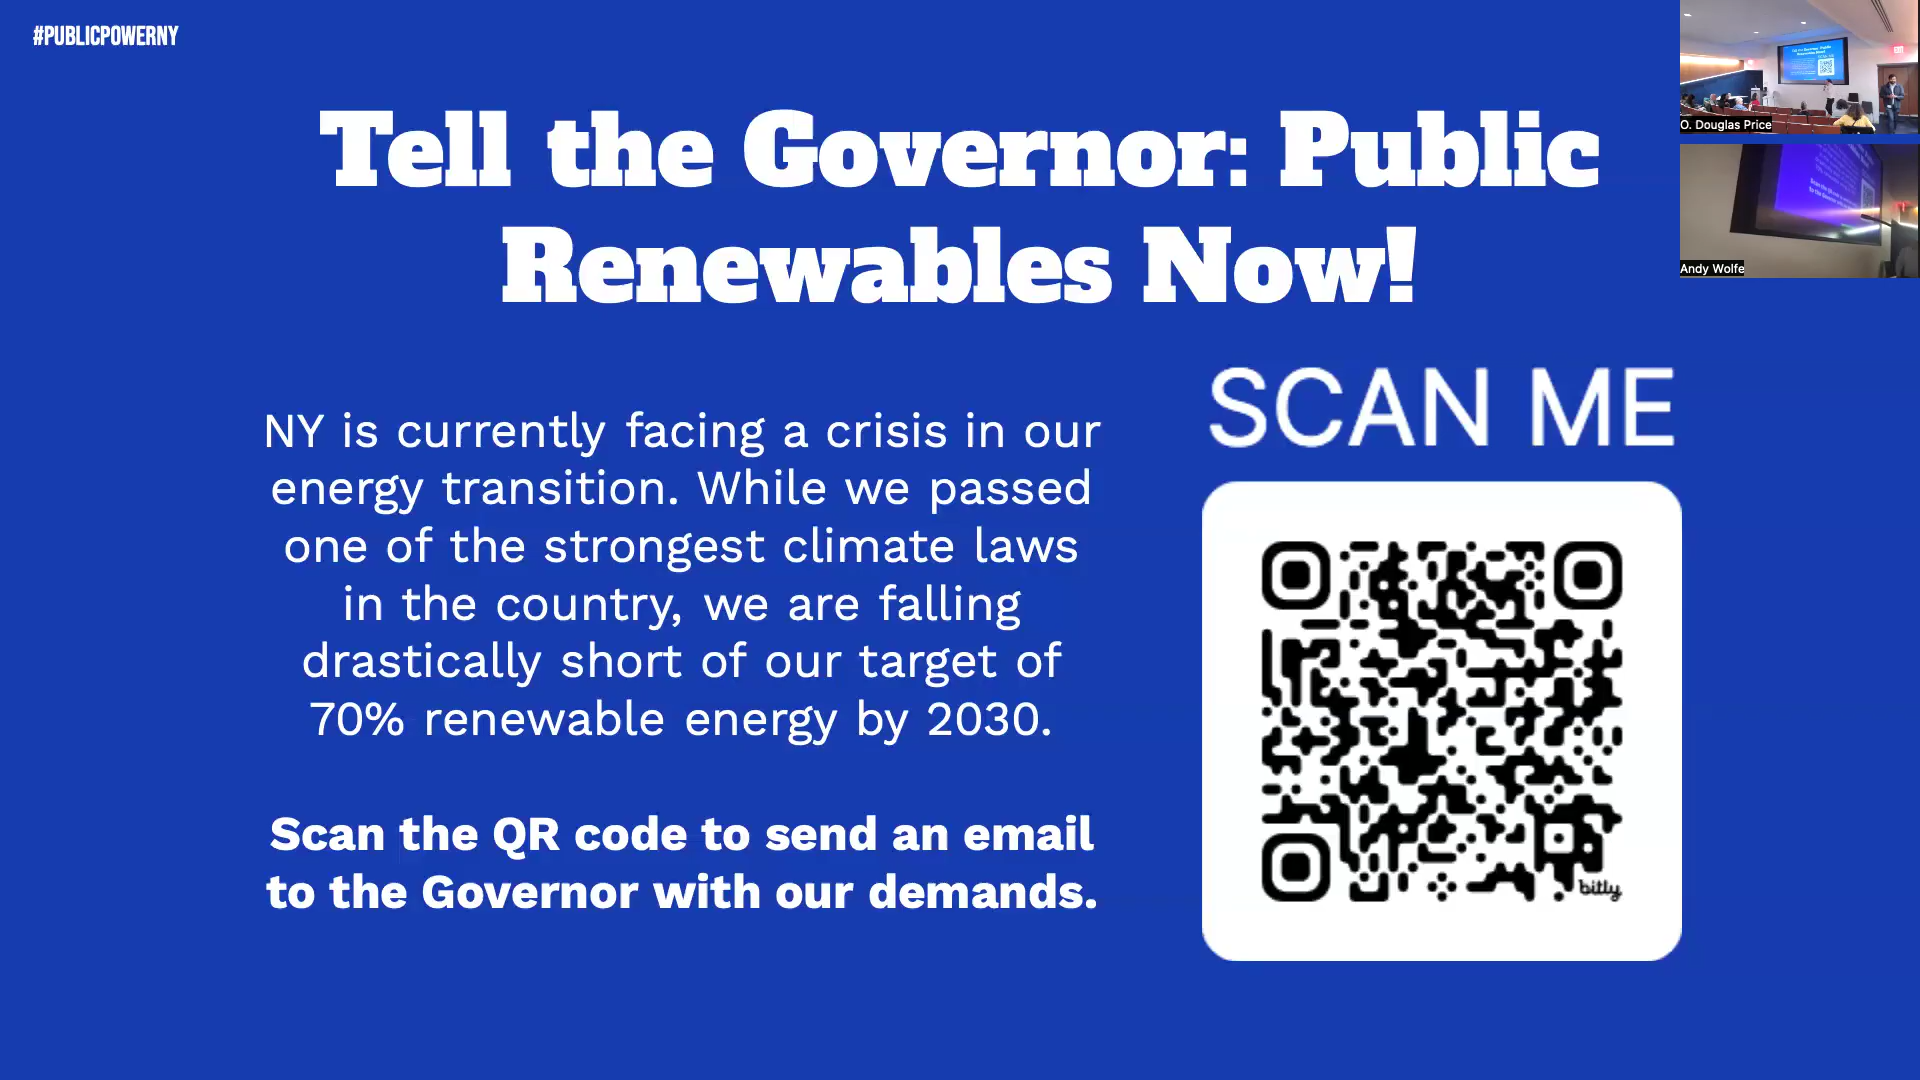 #PUBLICPOWERNY
Tell the Governor: Public
Renewables Now!
NY is currently facing a crisis in our
energy transition. While we passed
one of the strongest climate laws
in the country, we are falling
drastically short of our target of
70% renewable energy by 2030.
Scan the QR code to send an email
to the Governor with our demands.
SCAN ME
bitly
O. Douglas Price
Andy Wolfe